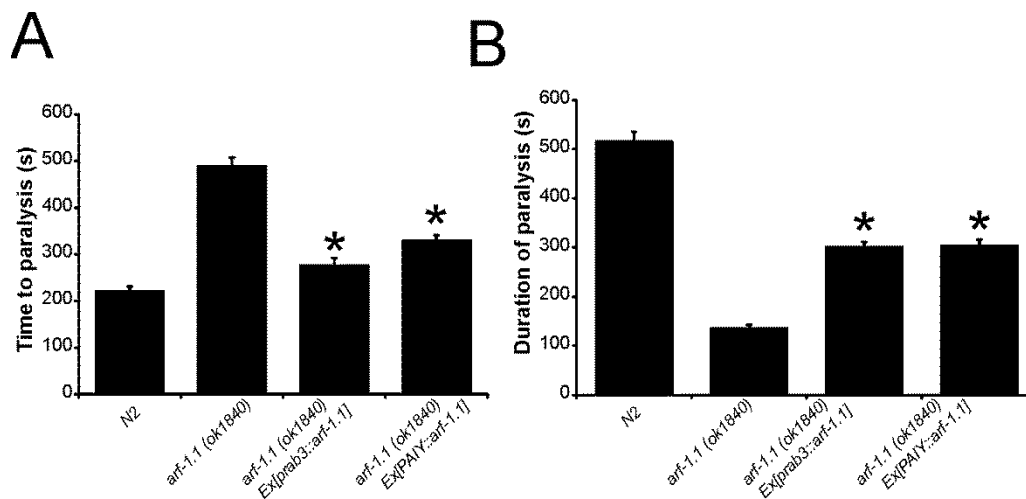 A
B
Time to paralysis (s)
600
500
400
300
200
100
0
*
*
N2
arf-1.1 (ok1840)
arf-1.1 (ok1840)
Ex[prab3::arf-1.1]
arf-1.1 (ok1840)
Ex[PAIY::arf-1.1]
Duration of paralysis (s)
600
500
400
300
200
100
0
*
*
N2
arf-1.1 (ok1840)
arf-1.1 (ok1840)
Ex[prab3::arf-1.1]
arf-1.1 (ok1840)
Ex[PAIY::arf-1.1]